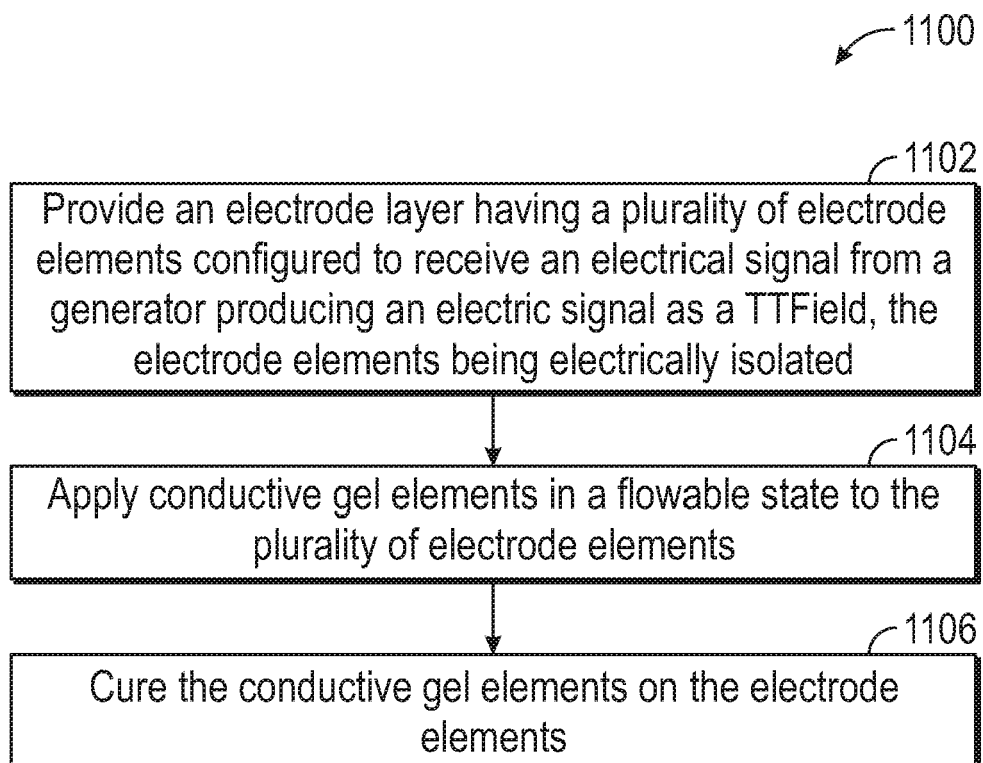 1100
1102
Provide an electrode layer having a plurality of electrode
elements configured to receive an electrical signal from a
generator producing an electric signal as a TTField, the
electrode elements being electrically isolated
1104
Apply conductive gel elements in a flowable state to the
plurality of electrode elements
1106
Cure the conductive gel elements on the electrode
elements